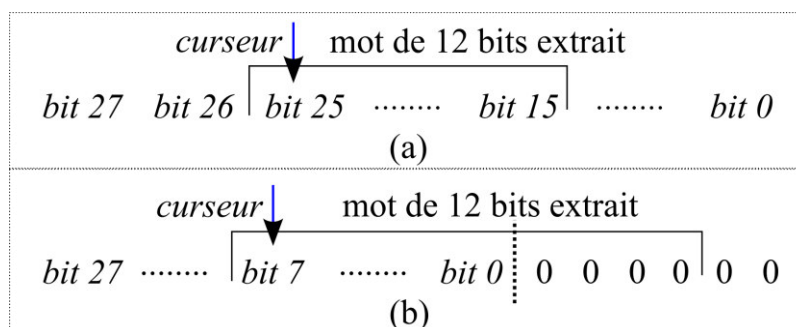 curseur mot de 12 bits extrait
bit 27 bit 26 bit 25 ........ bit 15 ........ bit 0
(a)
curseur mot de 12 bits extrait
bit 27 ........ bit 7 ........ bit 0 0 0 0 0 0 0
(b)